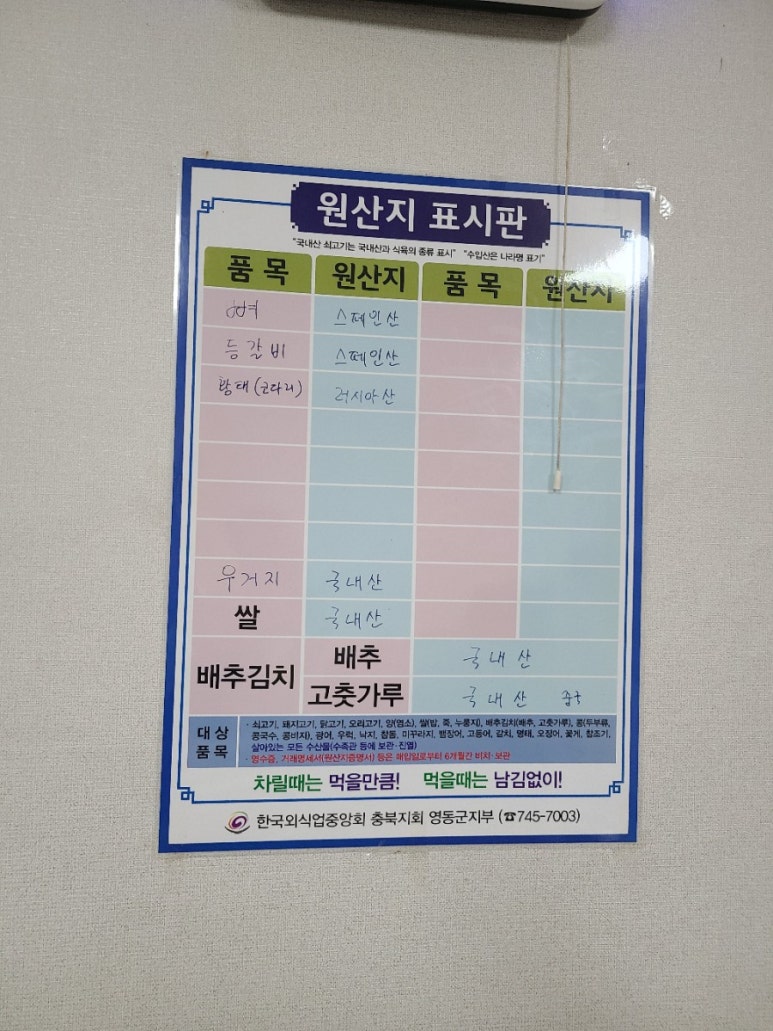 원산지 표시판
"국내산 쇠고기는 국내산과 식육의 종류 표시" "수입산은 나라명 표기"
품목 원산지 품목 원산지
뼈 스페인산
등갈비 스페인산
황태(코다리) 러시아산
우거지 국내산
쌀 국내산
배추김치 배추 국내산
고춧가루 국내산
대상 품목
· 쇠고기, 돼지고기, 닭고기, 오리고기, 양(염소), 쌀(밥, 죽, 누룽지), 배추김치(배추, 고춧가루), 콩(두부류,
콩국수, 콩비지), 광어, 우럭, 낙지, 참돔, 미꾸라지, 뱀장어, 고등어, 갈치, 명태, 오징어, 꽃게, 참조기,
살아있는 모든 수산물(수족관 등에 보관·진열)
· 영수증, 거래명세서(원산지증명서) 등은 매입일로부터 6개월간 비치·보관
차릴때는 먹을만큼! 먹을때는 남김없이!
한국외식업중앙회 충북지회 영동군지부 (☎745-7003)